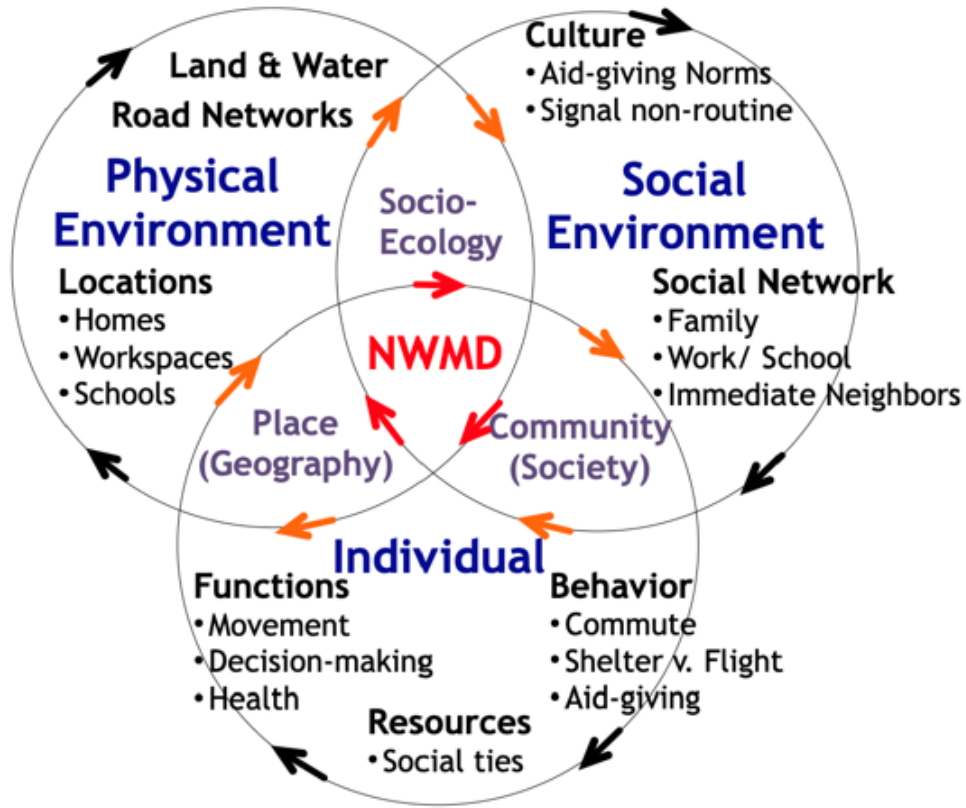 Land & Water
Road Networks
Physical
Environment
Locations
• Homes
• Workspaces
• Schools
Culture
• Aid-giving Norms
• Signal non-routine
Social
Environment
Social Network
• Family
• Work/ School
• Immediate Neighbors
Socio-
Ecology
NWMD
Place
(Geography)
Community
(Society)
Individual
Functions
• Movement
• Decision-making
• Health
Behavior
• Commute
• Shelter v. Flight
• Aid-giving
Resources
• Social ties